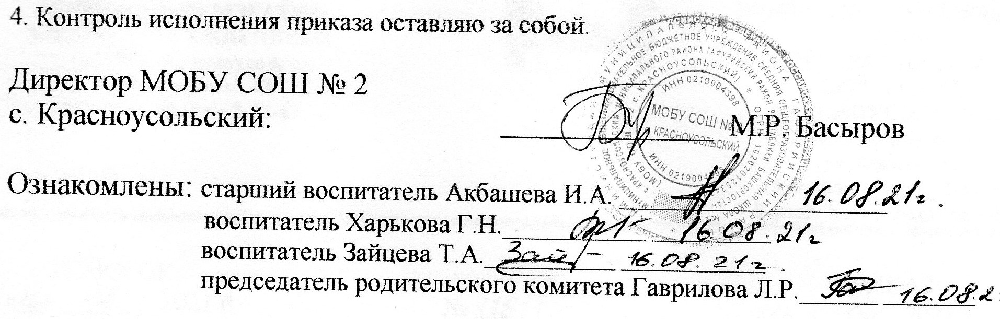 4. Контроль исполнения приказа оставляю за собой.
Директор МОБУ СОШ № 2
с. Красноусольский: М.Р. Басыров
ИНН 0219004398
МОБУ СОШ № 2
КРАСНОУСОЛЬСКИЙ
Ознакомлены: старший воспитатель Акбашева И.А. 16.08.21г.
воспитатель Харькова Г.Н. 16.08.21г
воспитатель Зайцева Т.А. Зай 16.08.21г.
председатель родительского комитета Гаврилова Л.Р. 16.08.2